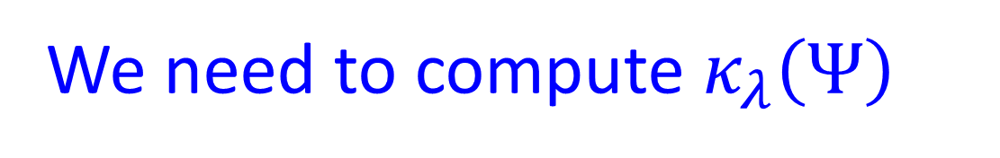 We need to compute κ_λ(Ψ)